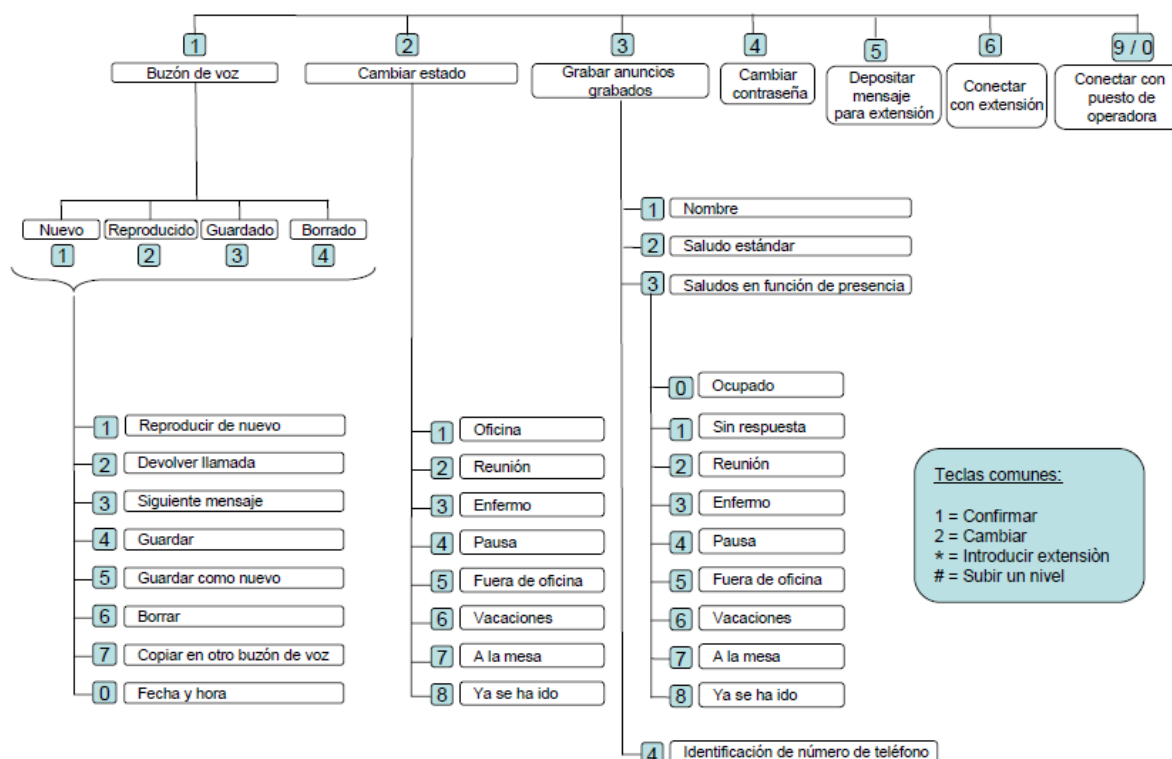 1
2
3
4
5
6
9 / 0
Buzón de voz
Cambiar estado
Grabar anuncios
grabados
Cambiar
contraseña
Depositar
mensaje
para extensión
Conectar
con extensión
Conectar con
puesto de
operadora
Nuevo
Reproducido
Guardado
Borrado
1
2
3
4
1 Reproducir de nuevo
2 Devolver llamada
3 Siguiente mensaje
4 Guardar
5 Guardar como nuevo
6 Borrar
7 Copiar en otro buzón de voz
0 Fecha y hora
1 Oficina
2 Reunión
3 Enfermo
4 Pausa
5 Fuera de oficina
6 Vacaciones
7 A la mesa
8 Ya se ha ido
1 Nombre
2 Saludo estándar
3 Saludos en función de presencia
0 Ocupado
1 Sin respuesta
2 Reunión
3 Enfermo
4 Pausa
5 Fuera de oficina
6 Vacaciones
7 A la mesa
8 Ya se ha ido
4 Identificación de número de teléfono
Teclas comunes:
1 = Confirmar
2 = Cambiar
* = Introducir extensiòn
# = Subir un nivel